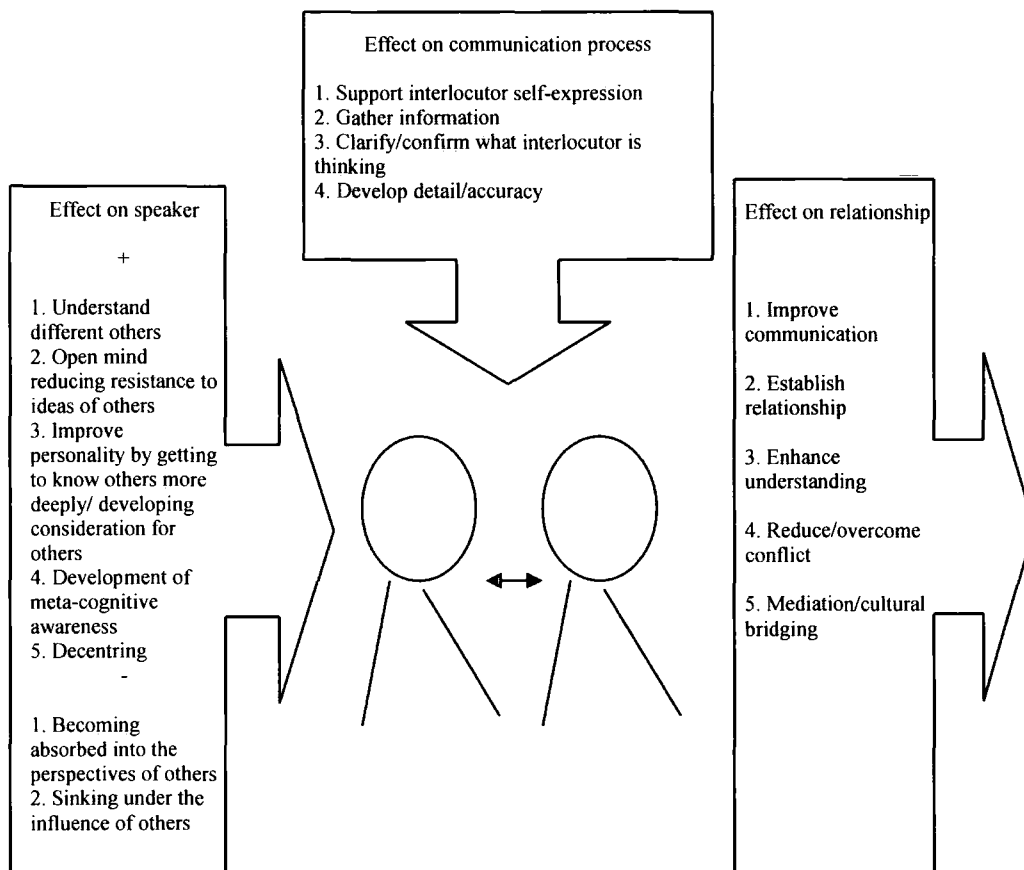 Effect on communication process
1. Support interlocutor self-expression
2. Gather information
3. Clarify/confirm what interlocutor is
thinking
4. Develop detail/accuracy
Effect on speaker
+
1. Understand
different others
2. Open mind
reducing resistance to
ideas of others
3. Improve
personality by getting
to know others more
deeply/ developing
consideration for
others
4. Development of
meta-cognitive
awareness
5. Decentring
-
1. Becoming
absorbed into the
perspectives of others
2. Sinking under the
influence of others
Effect on relationship
1. Improve
communication
2. Establish
relationship
3. Enhance
understanding
4. Reduce/overcome
conflict
5. Mediation/cultural
bridging